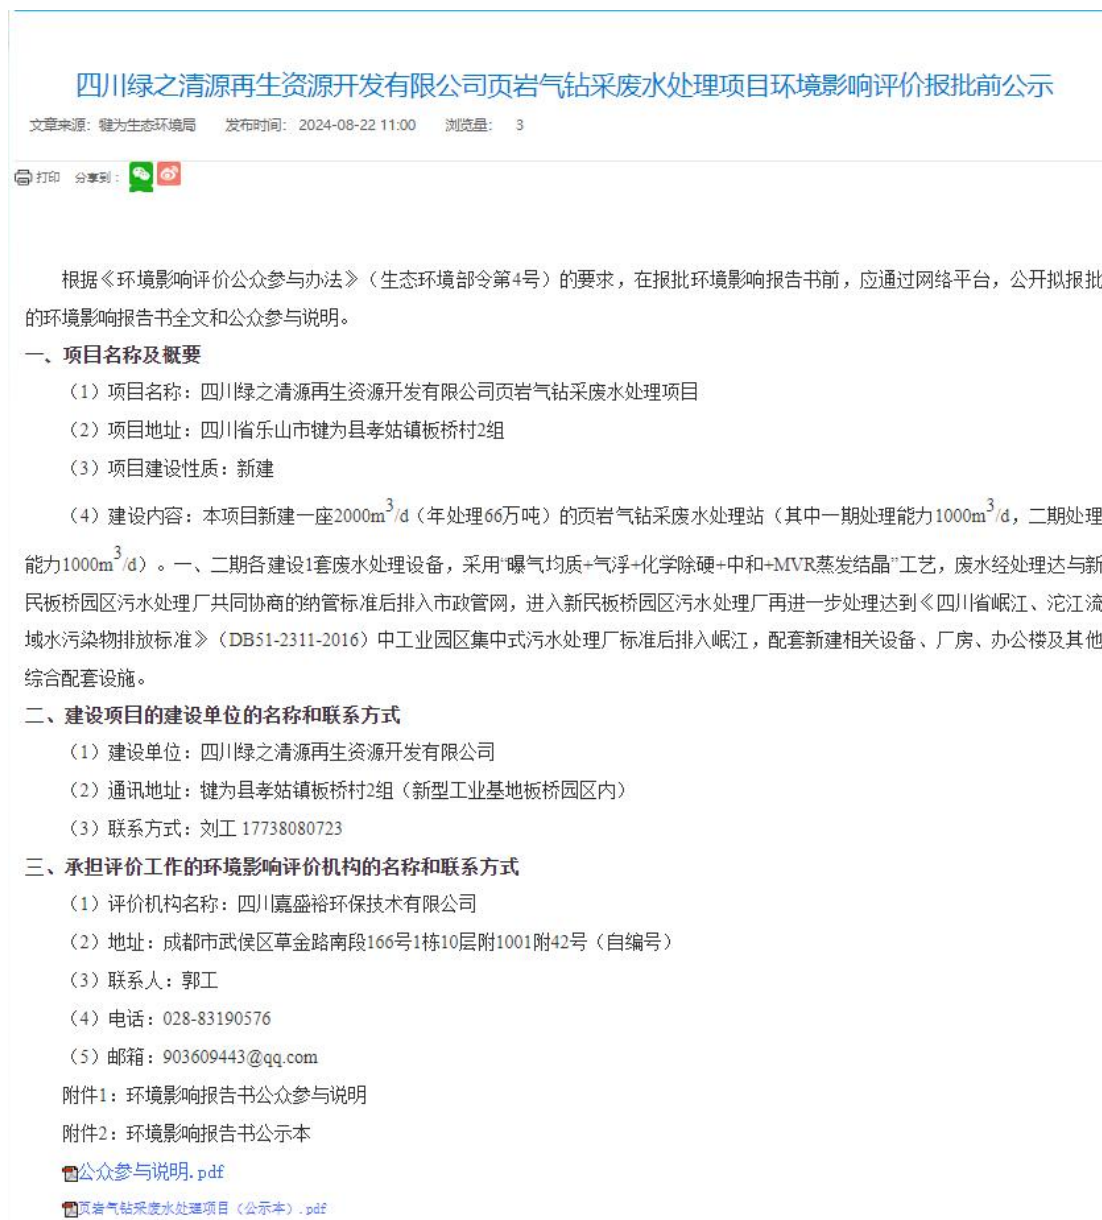 四川绿之清源再生资源开发有限公司页岩气钻采废水处理项目环境影响评价报批前公示
文章来源：犍为生态环境局 发布时间： 2024-08-22 11:00 浏览量： 3
打印 分享到：
根据《环境影响评价公众参与办法》（生态环境部令第4号）的要求，在报批环境影响报告书前，应通过网络平台，公开拟报批
的环境影响报告书全文和公众参与说明。
一、项目名称及概要
（1）项目名称：四川绿之清源再生资源开发有限公司页岩气钻采废水处理项目
（2）项目地址：四川省乐山市犍为县孝姑镇板桥村2组
（3）项目建设性质：新建
（4）建设内容：本项目新建一座2000m³/d（年处理66万吨）的页岩气钻采废水处理站（其中一期处理能力1000m³/d，二期处理
能力1000m³/d）。一、二期各建设1套废水处理设备，采用“曝气均质+气浮+化学除硬+中和+MVR蒸发结晶”工艺，废水经处理达与新
民板桥园区污水处理厂共同协商的纳管标准后排入市政管网，进入新民板桥园区污水处理厂再进一步处理达到《四川省岷江、沱江流
域水污染物排放标准》（DB51-2311-2016）中工业园区集中式污水处理厂标准后排入岷江，配套新建相关设备、厂房、办公楼及其他
综合配套设施。
二、建设项目的建设单位的名称和联系方式
（1）建设单位：四川绿之清源再生资源开发有限公司
（2）通讯地址：犍为县孝姑镇板桥村2组（新型工业基地板桥园区内）
（3）联系方式：刘工 17738080723
三、承担评价工作的环境影响评价机构的名称和联系方式
（1）评价机构名称：四川嘉盛裕环保技术有限公司
（2）地址：成都市武侯区草金路南段166号1栋10层附1001附42号（自编号）
（3）联系人：郭工
（4）电话：028-83190576
（5）邮箱：903609443@qq.com
附件1：环境影响报告书公众参与说明
附件2：环境影响报告书公示本
公众参与说明.pdf
页岩气钻采废水处理项目（公示本）.pdf